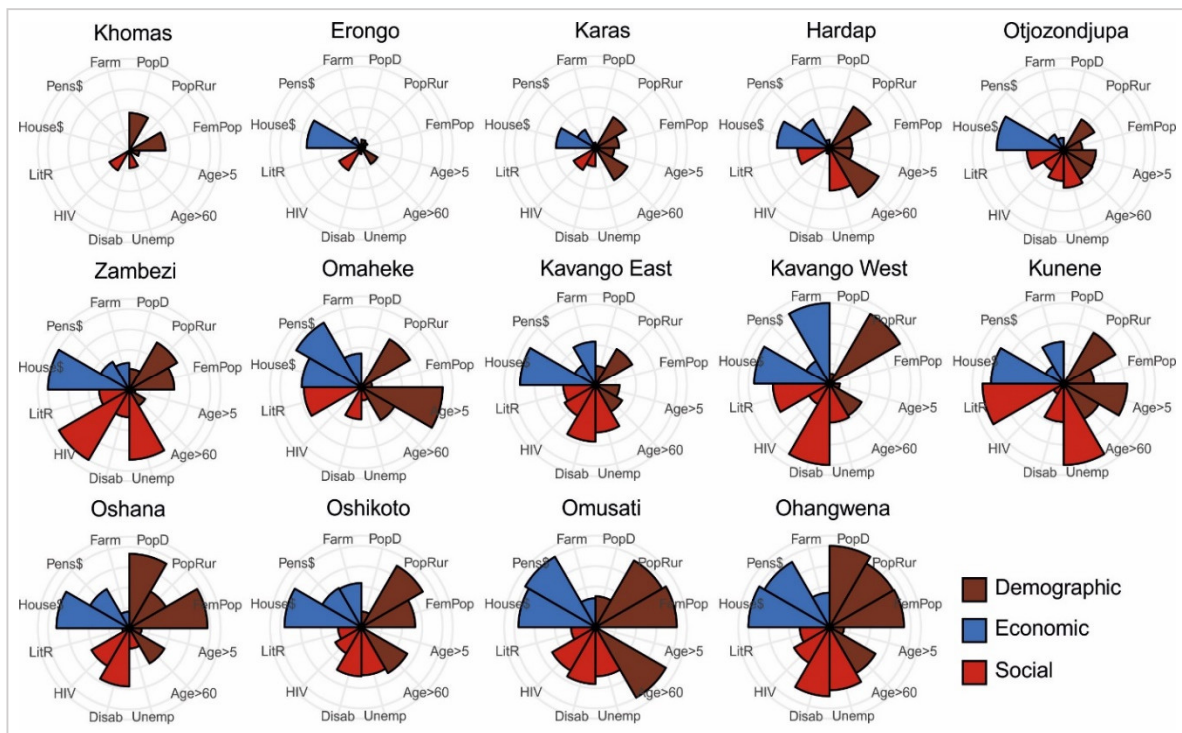 Khomas
Farm PopD
Pens$ PopRur
House$ FemPop
LitR Age>5
HIV Age>60
Disab Unemp
Erongo
Farm PopD
Pens$ PopRur
House$ FemPop
LitR Age>5
HIV Age>60
Disab Unemp
Karas
Farm PopD
Pens$ PopRur
House$ FemPop
LitR Age>5
HIV Age>60
Disab Unemp
Hardap
Farm PopD
Pens$ PopRur
House$ FemPop
LitR Age>5
HIV Age>60
Disab Unemp
Otjozondjupa
Farm PopD
Pens$ PopRur
House$ FemPop
LitR Age>5
HIV Age>60
Disab Unemp
Zambezi
Farm PopD
Pens$ PopRur
House$ FemPop
LitR Age>5
HIV Age>60
Disab Unemp
Omaheke
Farm PopD
Pens$ PopRur
House$ FemPop
LitR Age>5
HIV Age>60
Disab Unemp
Kavango East
Farm PopD
Pens$ PopRur
House$ FemPop
LitR Age>5
HIV Age>60
Disab Unemp
Kavango West
Farm PopD
Pens$ PopRur
House$ FemPop
LitR Age>5
HIV Age>60
Disab Unemp
Kunene
Farm PopD
Pens$ PopRur
House$ FemPop
LitR Age>5
HIV Age>60
Disab Unemp
Oshana
Farm PopD
Pens$ PopRur
House$ FemPop
LitR Age>5
HIV Age>60
Disab Unemp
Oshikoto
Farm PopD
Pens$ PopRur
House$ FemPop
LitR Age>5
HIV Age>60
Disab Unemp
Omusati
Farm PopD
Pens$ PopRur
House$ FemPop
LitR Age>5
HIV Age>60
Disab Unemp
Ohangwena
Farm PopD
Pens$ PopRur
House$ FemPop
LitR Age>5
HIV Age>60
Disab Unemp
Demographic
Economic
Social